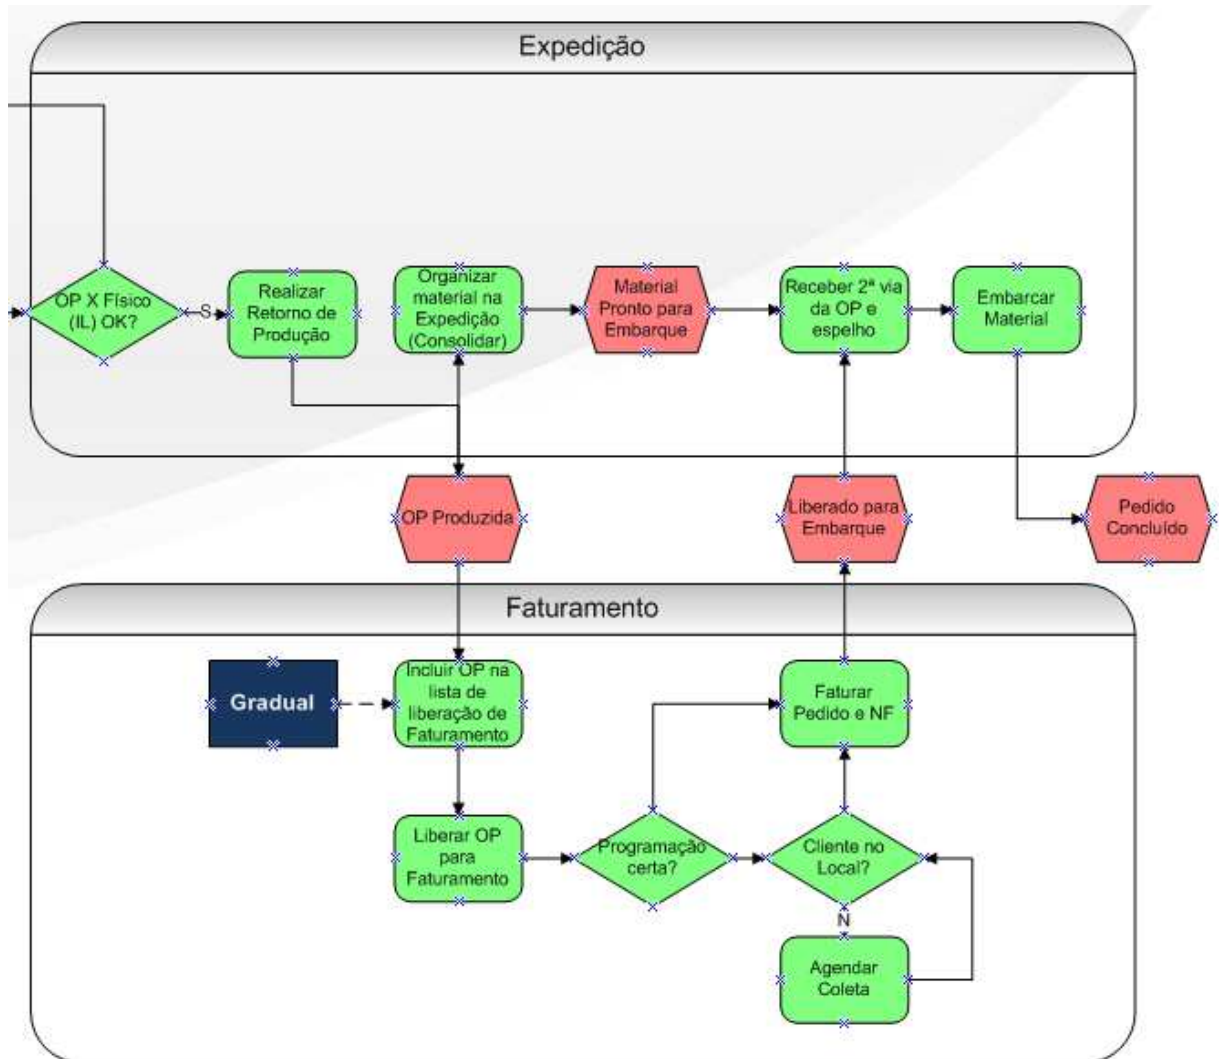 Expedição
OP X Físico
(IL) OK?
S
Realizar
Retorno de
Produção
Organizar
material na
Expedição
(Consolidar)
Material
Pronto para
Embarque
Receber 2ª via
da OP e
espelho
Embarcar
Material
OP Produzida
Liberado para
Embarque
Pedido
Concluído
Faturamento
Gradual
Incluir OP na
lista de
liberação de
Faturamento
Faturar
Pedido e NF
Liberar OP
para
Faturamento
Programação
certa?
Cliente no
Local?
N
Agendar
Coleta